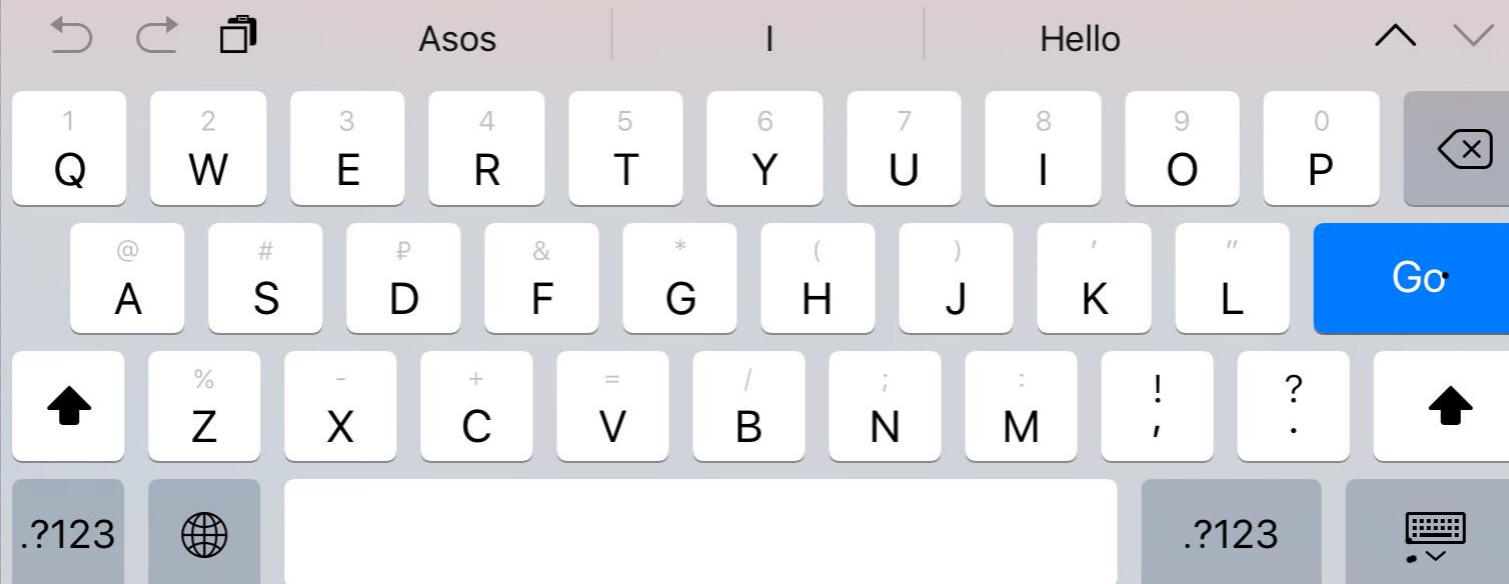 Asos I Hello
1 2 3 4 5 6 7 8 9 0
Q W E R T Y U I O P
@ # ₽ & * ( ) ' "
A S D F G H J K L Go
% - + = / ; : ! ?
Z X C V B N M , .
.?123 .?123